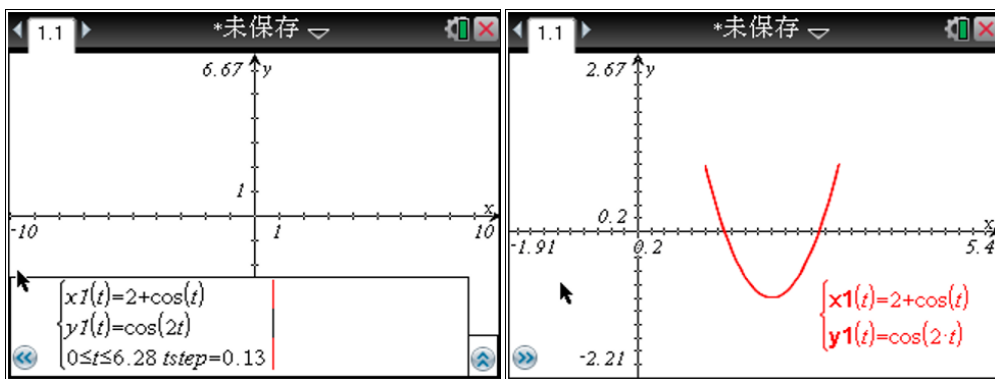 1.1
*未保存
6.67
y
1
x
-10
1
10
x1(t)=2+cos(t)
y1(t)=cos(2t)
0≤t≤6.28 tstep=0.13
1.1
*未保存
2.67
y
0.2
x
-1.91
0.2
5.4
x1(t)=2+cos(t)
y1(t)=cos(2·t)
-2.21